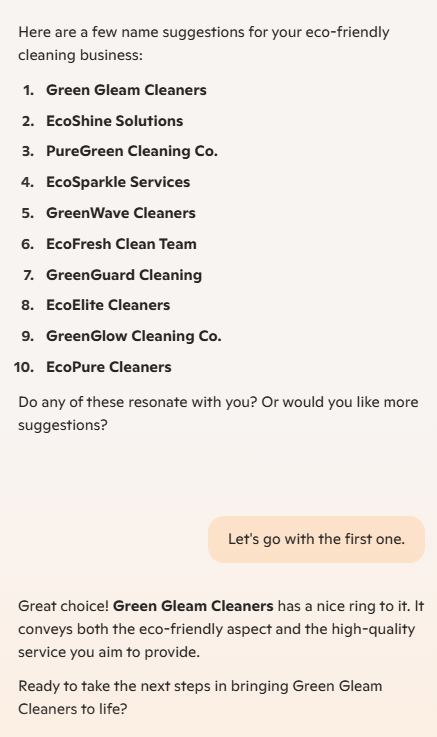 Here are a few name suggestions for your eco-friendly
cleaning business:
1. Green Gleam Cleaners
2. EcoShine Solutions
3. PureGreen Cleaning Co.
4. EcoSparkle Services
5. GreenWave Cleaners
6. EcoFresh Clean Team
7. GreenGuard Cleaning
8. EcoElite Cleaners
9. GreenGlow Cleaning Co.
10. EcoPure Cleaners
Do any of these resonate with you? Or would you like more
suggestions?
Let's go with the first one.
Great choice! Green Gleam Cleaners has a nice ring to it. It
conveys both the eco-friendly aspect and the high-quality
service you aim to provide.
Ready to take the next steps in bringing Green Gleam
Cleaners to life?